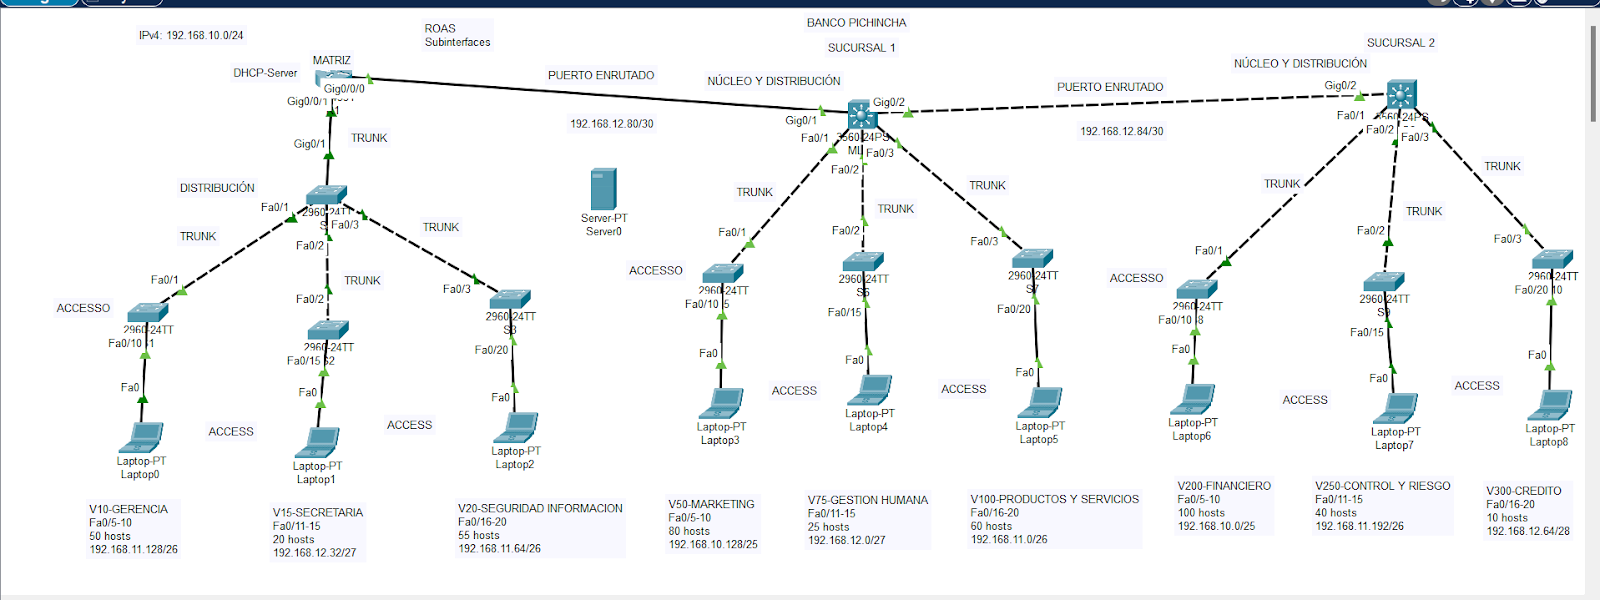 BANCO PICHINCHA
IPv4: 192.168.10.0/24
ROAS
Subinterfaces
SUCURSAL 1
SUCURSAL 2
MATRIZ
DHCP-Server
Gig0/0/0
Gig0/0/1
PUERTO ENRUTADO
192.168.12.80/30
NÚCLEO Y DISTRIBUCIÓN
Gig0/1
Gig0/2
3560-24PS
Fa0/1
Fa0/2
Fa0/3
PUERTO ENRUTADO
192.168.12.84/30
NÚCLEO Y DISTRIBUCIÓN
Gig0/2
3560-24PS
Fa0/1
Fa0/2
Fa0/3
TRUNK
Gig0/1
DISTRIBUCIÓN
2960-24TT
Fa0/1
Fa0/2
Fa0/3
TRUNK
TRUNK
TRUNK
Fa0/1
Fa0/2
Fa0/3
ACCESSO
2960-24TT
S1
Fa0/10
2960-24TT
S2
Fa0/15
2960-24TT
S3
Fa0/20
Fa0
Fa0
Fa0
ACCESS
ACCESS
Laptop-PT
Laptop0
Laptop-PT
Laptop1
Laptop-PT
Laptop2
Server-PT
Server0
TRUNK
TRUNK
TRUNK
Fa0/1
Fa0/2
Fa0/3
ACCESSO
2960-24TT
Fa0/10
2960-24TT
S6
Fa0/15
2960-24TT
S7
Fa0/20
Fa0
Fa0
Fa0
ACCESS
ACCESS
Laptop-PT
Laptop3
Laptop-PT
Laptop4
Laptop-PT
Laptop5
TRUNK
TRUNK
TRUNK
Fa0/1
Fa0/2
Fa0/3
ACCESSO
2960-24TT
Fa0/10
2960-24TT
S9
Fa0/15
2960-24TT
Fa0/20
Fa0
Fa0
Fa0
ACCESS
ACCESS
Laptop-PT
Laptop6
Laptop-PT
Laptop7
Laptop-PT
Laptop8
V10-GERENCIA
Fa0/5-10
50 hosts
192.168.11.128/26
V15-SECRETARIA
Fa0/11-15
20 hosts
192.168.12.32/27
V20-SEGURIDAD INFORMACION
Fa0/16-20
55 hosts
192.168.11.64/26
V50-MARKETING
Fa0/5-10
80 hosts
192.168.10.128/25
V75-GESTION HUMANA
Fa0/11-15
25 hosts
192.168.12.0/27
V100-PRODUCTOS Y SERVICIOS
Fa0/16-20
60 hosts
192.168.11.0/26
V200-FINANCIERO
Fa0/5-10
100 hosts
192.168.10.0/25
V250-CONTROL Y RIESGO
Fa0/11-15
40 hosts
192.168.11.192/26
V300-CREDITO
Fa0/16-20
10 hosts
192.168.12.64/28